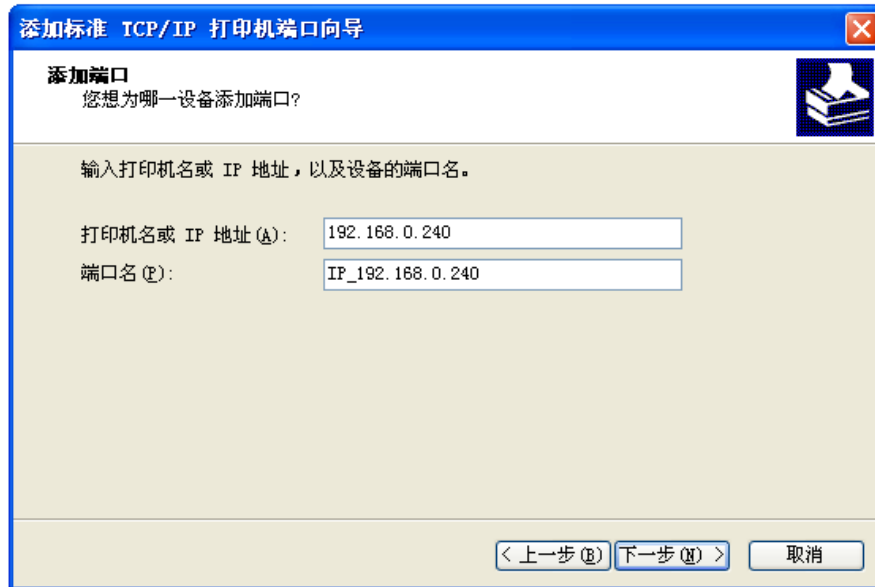 添加标准 TCP/IP 打印机端口向导
添加端口
您想为哪一设备添加端口?
输入打印机名或 IP 地址,以及设备的端口名。
打印机名或 IP 地址(A): 192.168.0.240
端口名(P): IP_192.168.0.240
< 上一步(B) 下一步(N) > 取消